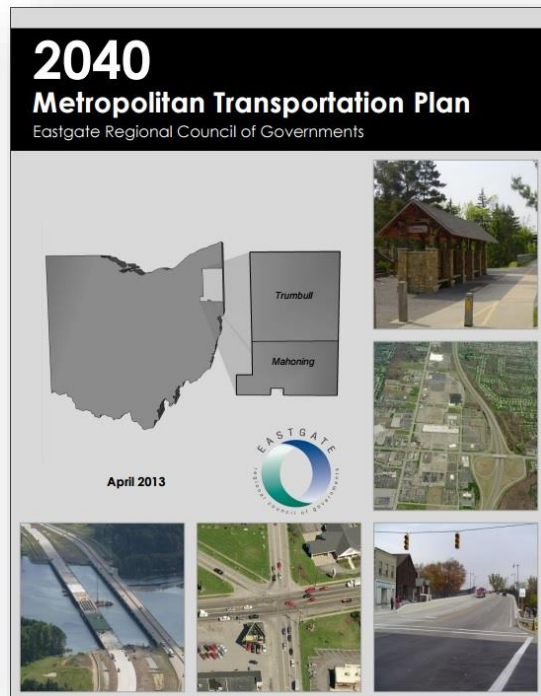 2040
Metropolitan Transportation Plan
Eastgate Regional Council of Governments
Trumbull
Mahoning
EASTGATE
regional council of governments
April 2013